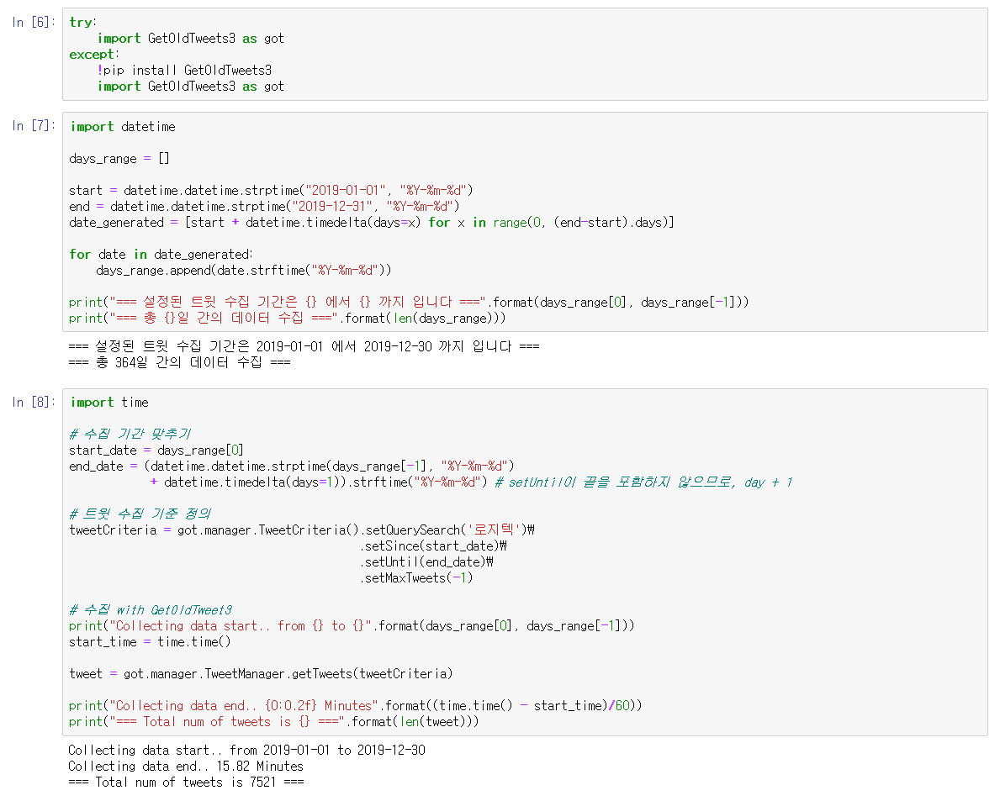 In [6]:
try:
    import GetOldTweets3 as got
except:
    !pip install GetOldTweets3
    import GetOldTweets3 as got
In [7]:
import datetime
days_range = []
start = datetime.datetime.strptime("2019-01-01", "%Y-%m-%d")
end = datetime.datetime.strptime("2019-12-31", "%Y-%m-%d")
date_generated = [start + datetime.timedelta(days=x) for x in range(0, (end-start).days)]
for date in date_generated:
    days_range.append(date.strftime("%Y-%m-%d"))
print("=== 설정된 트윗 수집 기간은 {} 에서 {} 까지 입니다 ===".format(days_range[0], days_range[-1]))
print("=== 총 {}일 간의 데이터 수집 ===".format(len(days_range)))
=== 설정된 트윗 수집 기간은 2019-01-01 에서 2019-12-30 까지 입니다 ===
=== 총 364일 간의 데이터 수집 ===
In [8]:
import time
# 수집 기간 맞추기
start_date = days_range[0]
end_date = (datetime.datetime.strptime(days_range[-1], "%Y-%m-%d")
            + datetime.timedelta(days=1)).strftime("%Y-%m-%d") # setUntil이 끝을 포함하지 않으므로, day + 1
# 트윗 수집 기준 정의
tweetCriteria = got.manager.TweetCriteria().setQuerySearch('로지텍')₩
                                           .setSince(start_date)₩
                                           .setUntil(end_date)₩
                                           .setMaxTweets(-1)
# 수집 with GetOldTweet3
print("Collecting data start.. from {} to {}".format(days_range[0], days_range[-1]))
start_time = time.time()
tweet = got.manager.TweetManager.getTweets(tweetCriteria)
print("Collecting data end.. {0:0.2f} Minutes".format((time.time() - start_time)/60))
print("=== Total num of tweets is {} ===".format(len(tweet)))
Collecting data start.. from 2019-01-01 to 2019-12-30
Collecting data end.. 15.82 Minutes
=== Total num of tweets is 7521 ===